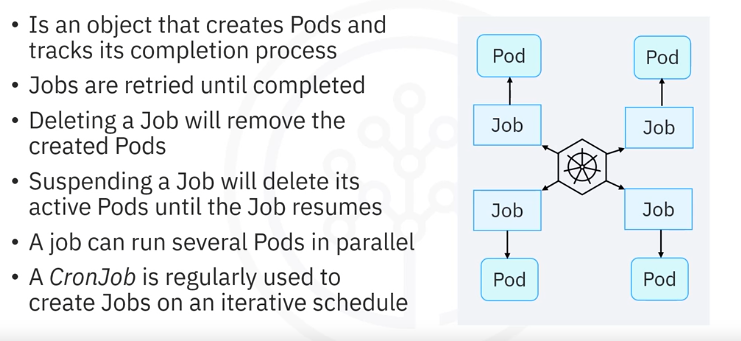 • Is an object that creates Pods and
tracks its completion process
• Jobs are retried until completed
• Deleting a Job will remove the
created Pods
• Suspending a Job will delete its
active Pods until the Job resumes
• A job can run several Pods in parallel
• A CronJob is regularly used to
create Jobs on an iterative schedule
Pod
Pod
Job
Job
Job
Job
Pod
Pod